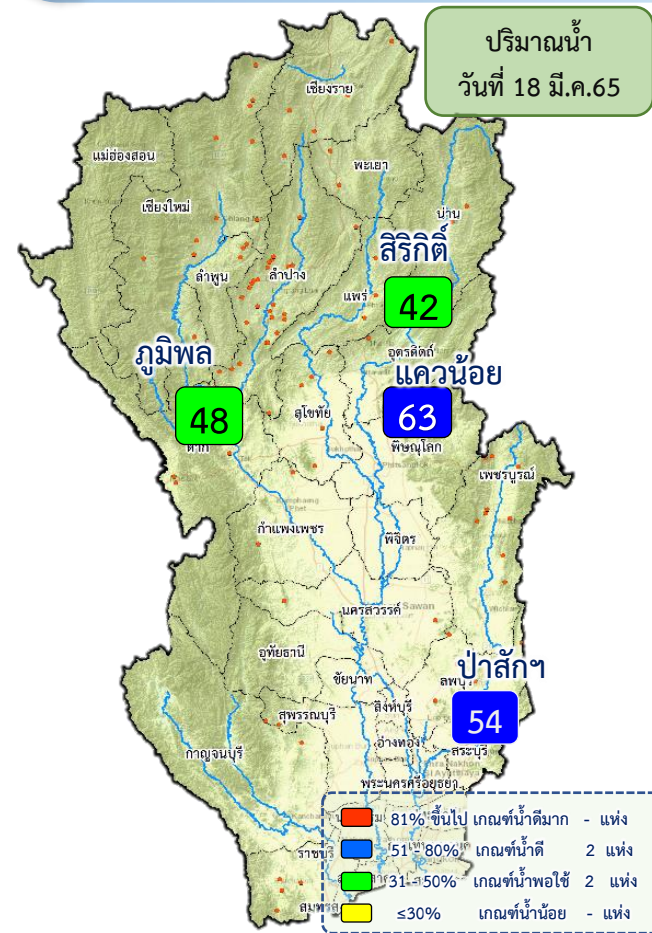 ปริมาณน้ำ
วันที่ 18 มี.ค.65
เชียงราย
แม่ฮ่องสอน
พะเยา
เชียงใหม่
น่าน
สิริกิติ์
ลำพูน
ลำปาง
42
แพร่
ภูมิพล
อุตรดิตถ์
แควน้อย
48
63
สุโขทัย
ตาก
พิษณุโลก
เพชรบูรณ์
กำแพงเพชร
พิจิตร
นครสวรรค์
Sawan
อุทัยธานี
ป่าสักฯ
ชัยนาท
ลพบุรี
สุพรรณบุรี
สิงห์บุรี
54
อ่างทอง
กาญจนบุรี
สระบุรี
พระนครศรีอยุธยา
81% ขึ้นไป เกณฑ์น้ำดีมาก - แห่ง
51 - 80% เกณฑ์น้ำดี 2 แห่ง
ราชบุรี
31 - 50% เกณฑ์น้ำพอใช้ 2 แห่ง
≤30% เกณฑ์น้ำน้อย - แห่ง